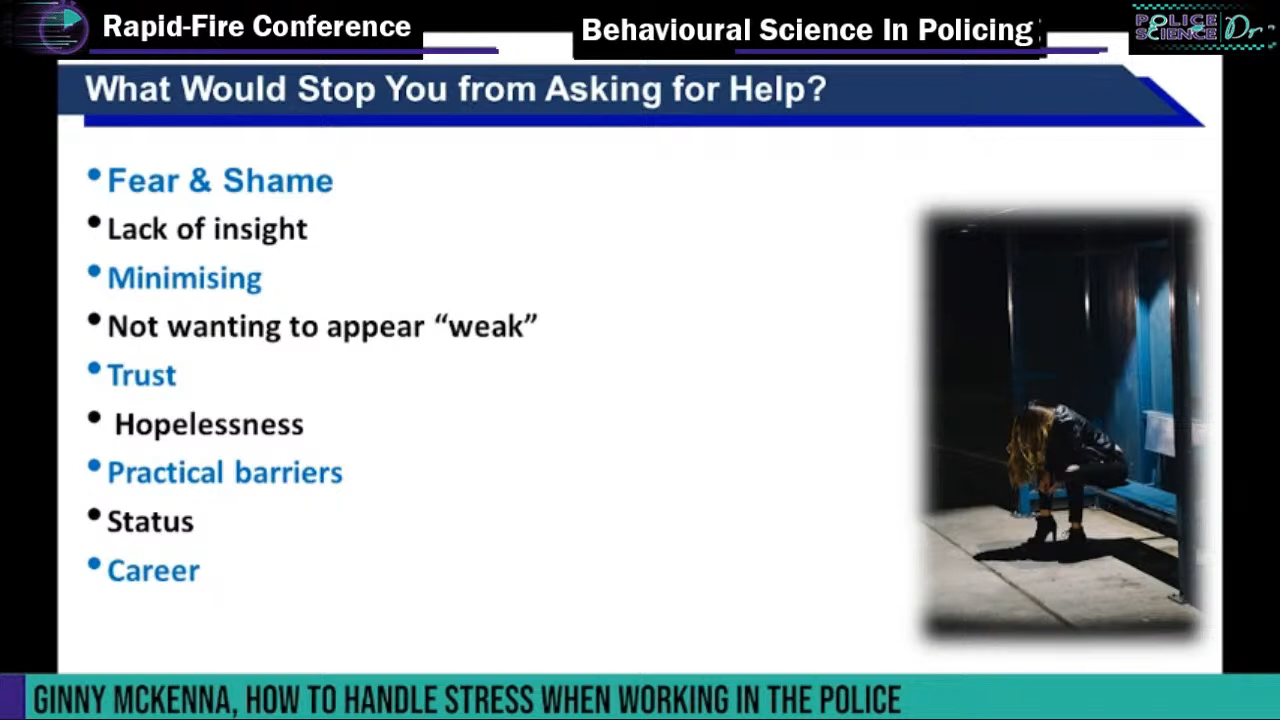 Rapid-Fire Conference
Behavioural Science In Policing
POLICE
SCIENCE Dr
What Would Stop You from Asking for Help?
• Fear & Shame
• Lack of insight
• Minimising
• Not wanting to appear “weak”
• Trust
• Hopelessness
• Practical barriers
• Status
• Career
GINNY MCKENNA, HOW TO HANDLE STRESS WHEN WORKING IN THE POLICE